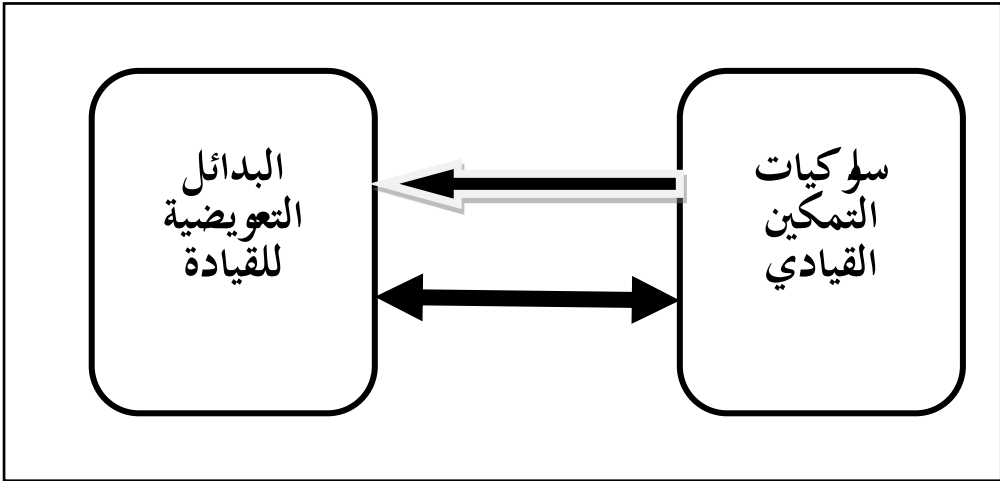 سلوكيات
التمكين
القيادي
البدائل
التعويضية
للقيادة